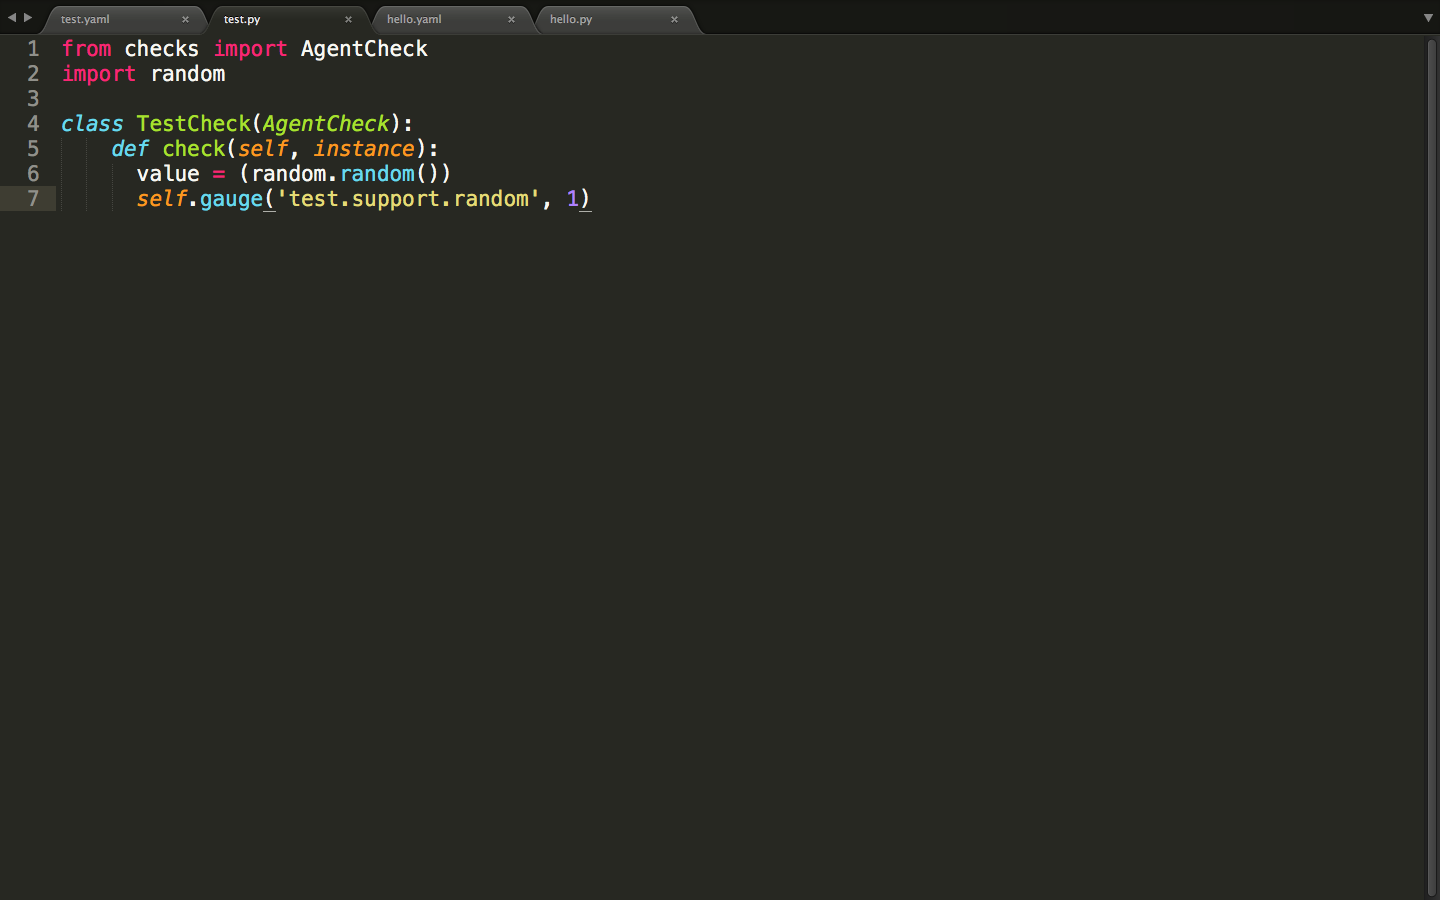 test.yaml × test.py × hello.yaml × hello.py ×
1 from checks import AgentCheck
2 import random
3
4 class TestCheck(AgentCheck):
5     def check(self, instance):
6       value = (random.random())
7       self.gauge('test.support.random', 1)